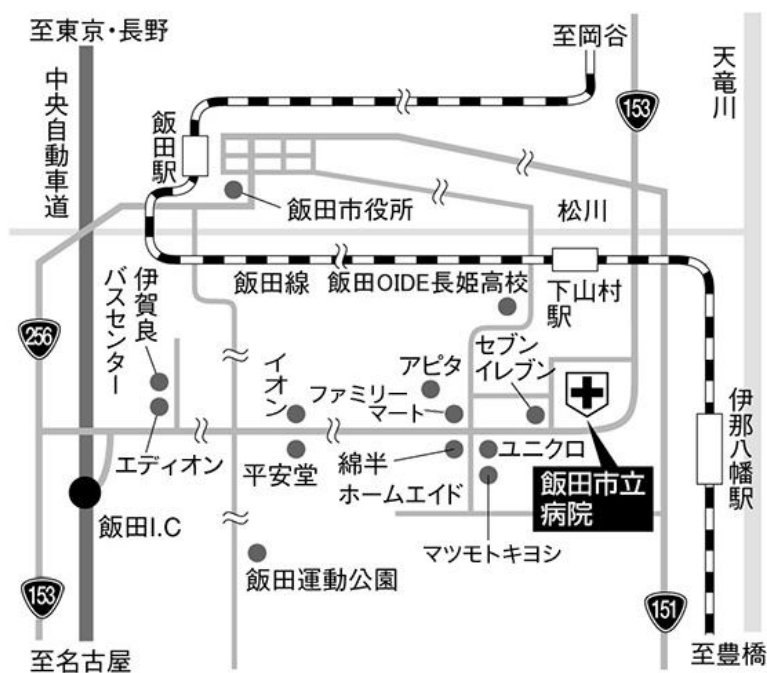 至東京・長野
至岡谷
天竜川
中央自動車道
153
飯田駅
飯田市役所
松川
飯田線
飯田OIDE長姫高校
下山村
駅
伊賀良
バスセンター
256
イオン
アピタ
セブン
イレブン
ファミリー
マート
伊那八幡駅
エディオン
平安堂
綿半
ホームエイド
ユニクロ
飯田市立
病院
飯田I.C
マツモトキヨシ
飯田運動公園
153
151
至名古屋
至豊橋